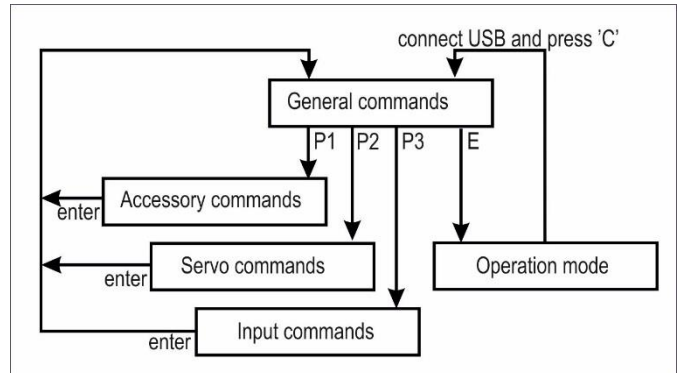 connect USB and press 'C'
General commands
P1 P2 P3 E
Accessory commands
enter
Servo commands
Operation mode
enter
Input commands
enter